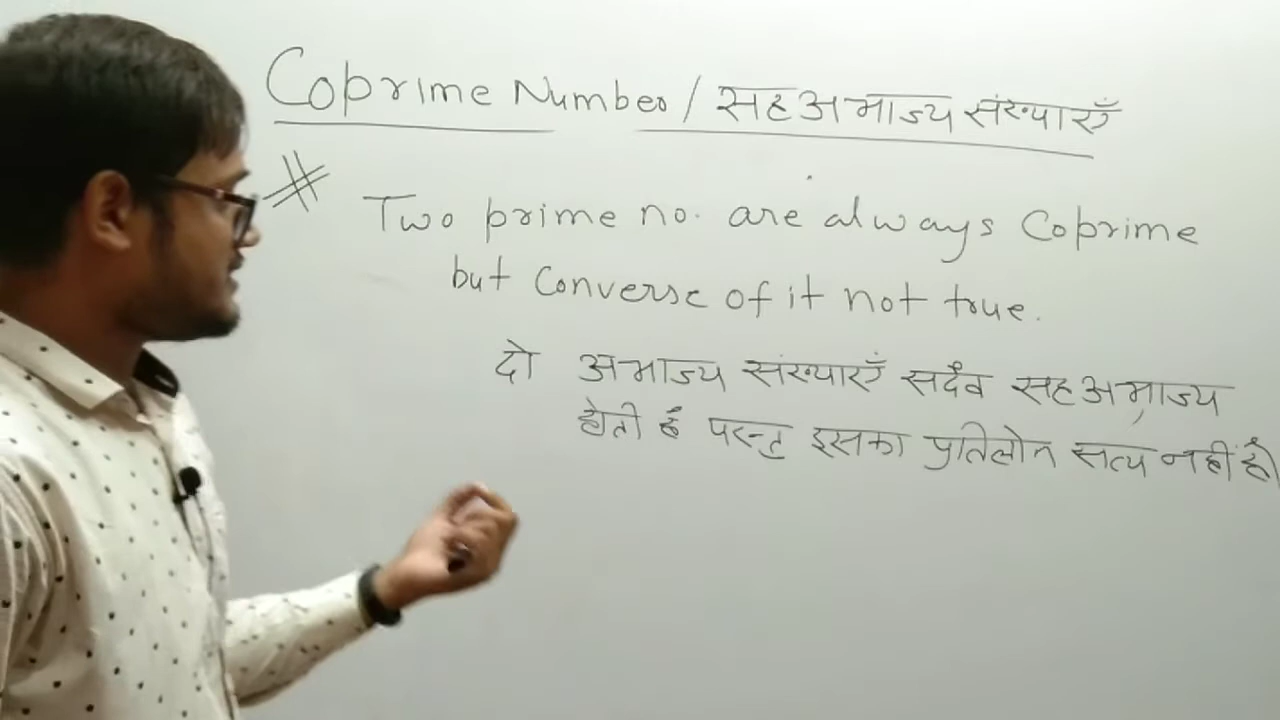 Coprime Number / सहअभाज्य संख्याएँ
Two prime no. are always Coprime
but Converse of it not true.
दो अभाज्य संख्याएँ सदैव सहअभाज्य
होती हैं परन्तु इसका प्रतिलोम सत्य नहीं है।